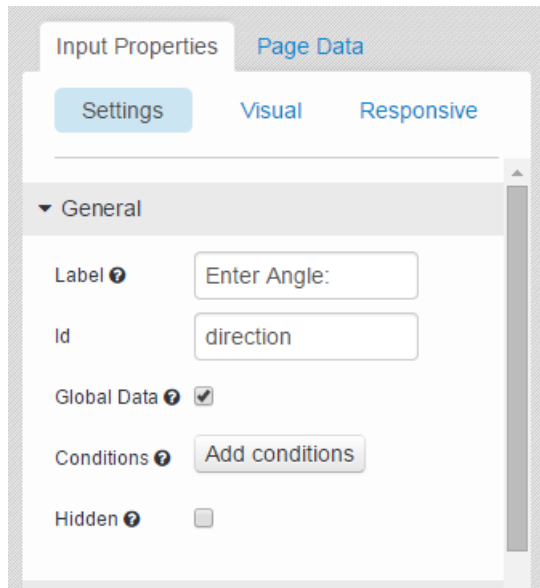 Input Properties Page Data
Settings Visual Responsive
General
Label
Enter Angle:
Id
direction
Global Data
Conditions
Add conditions
Hidden